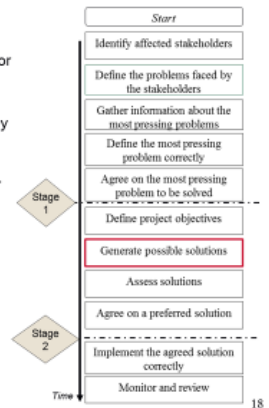 Start
Identify affected stakeholders
or
Define the problems faced by
the stakeholders
Gather information about the
most pressing problems
y
Define the most pressing
problem correctly
Agree on the most pressing
problem to be solved
Stage
1
Define project objectives
Generate possible solutions
Assess solutions
Agree on a preferred solution
Stage
2
Implement the agreed solution
correctly
Monitor and review
Time
18